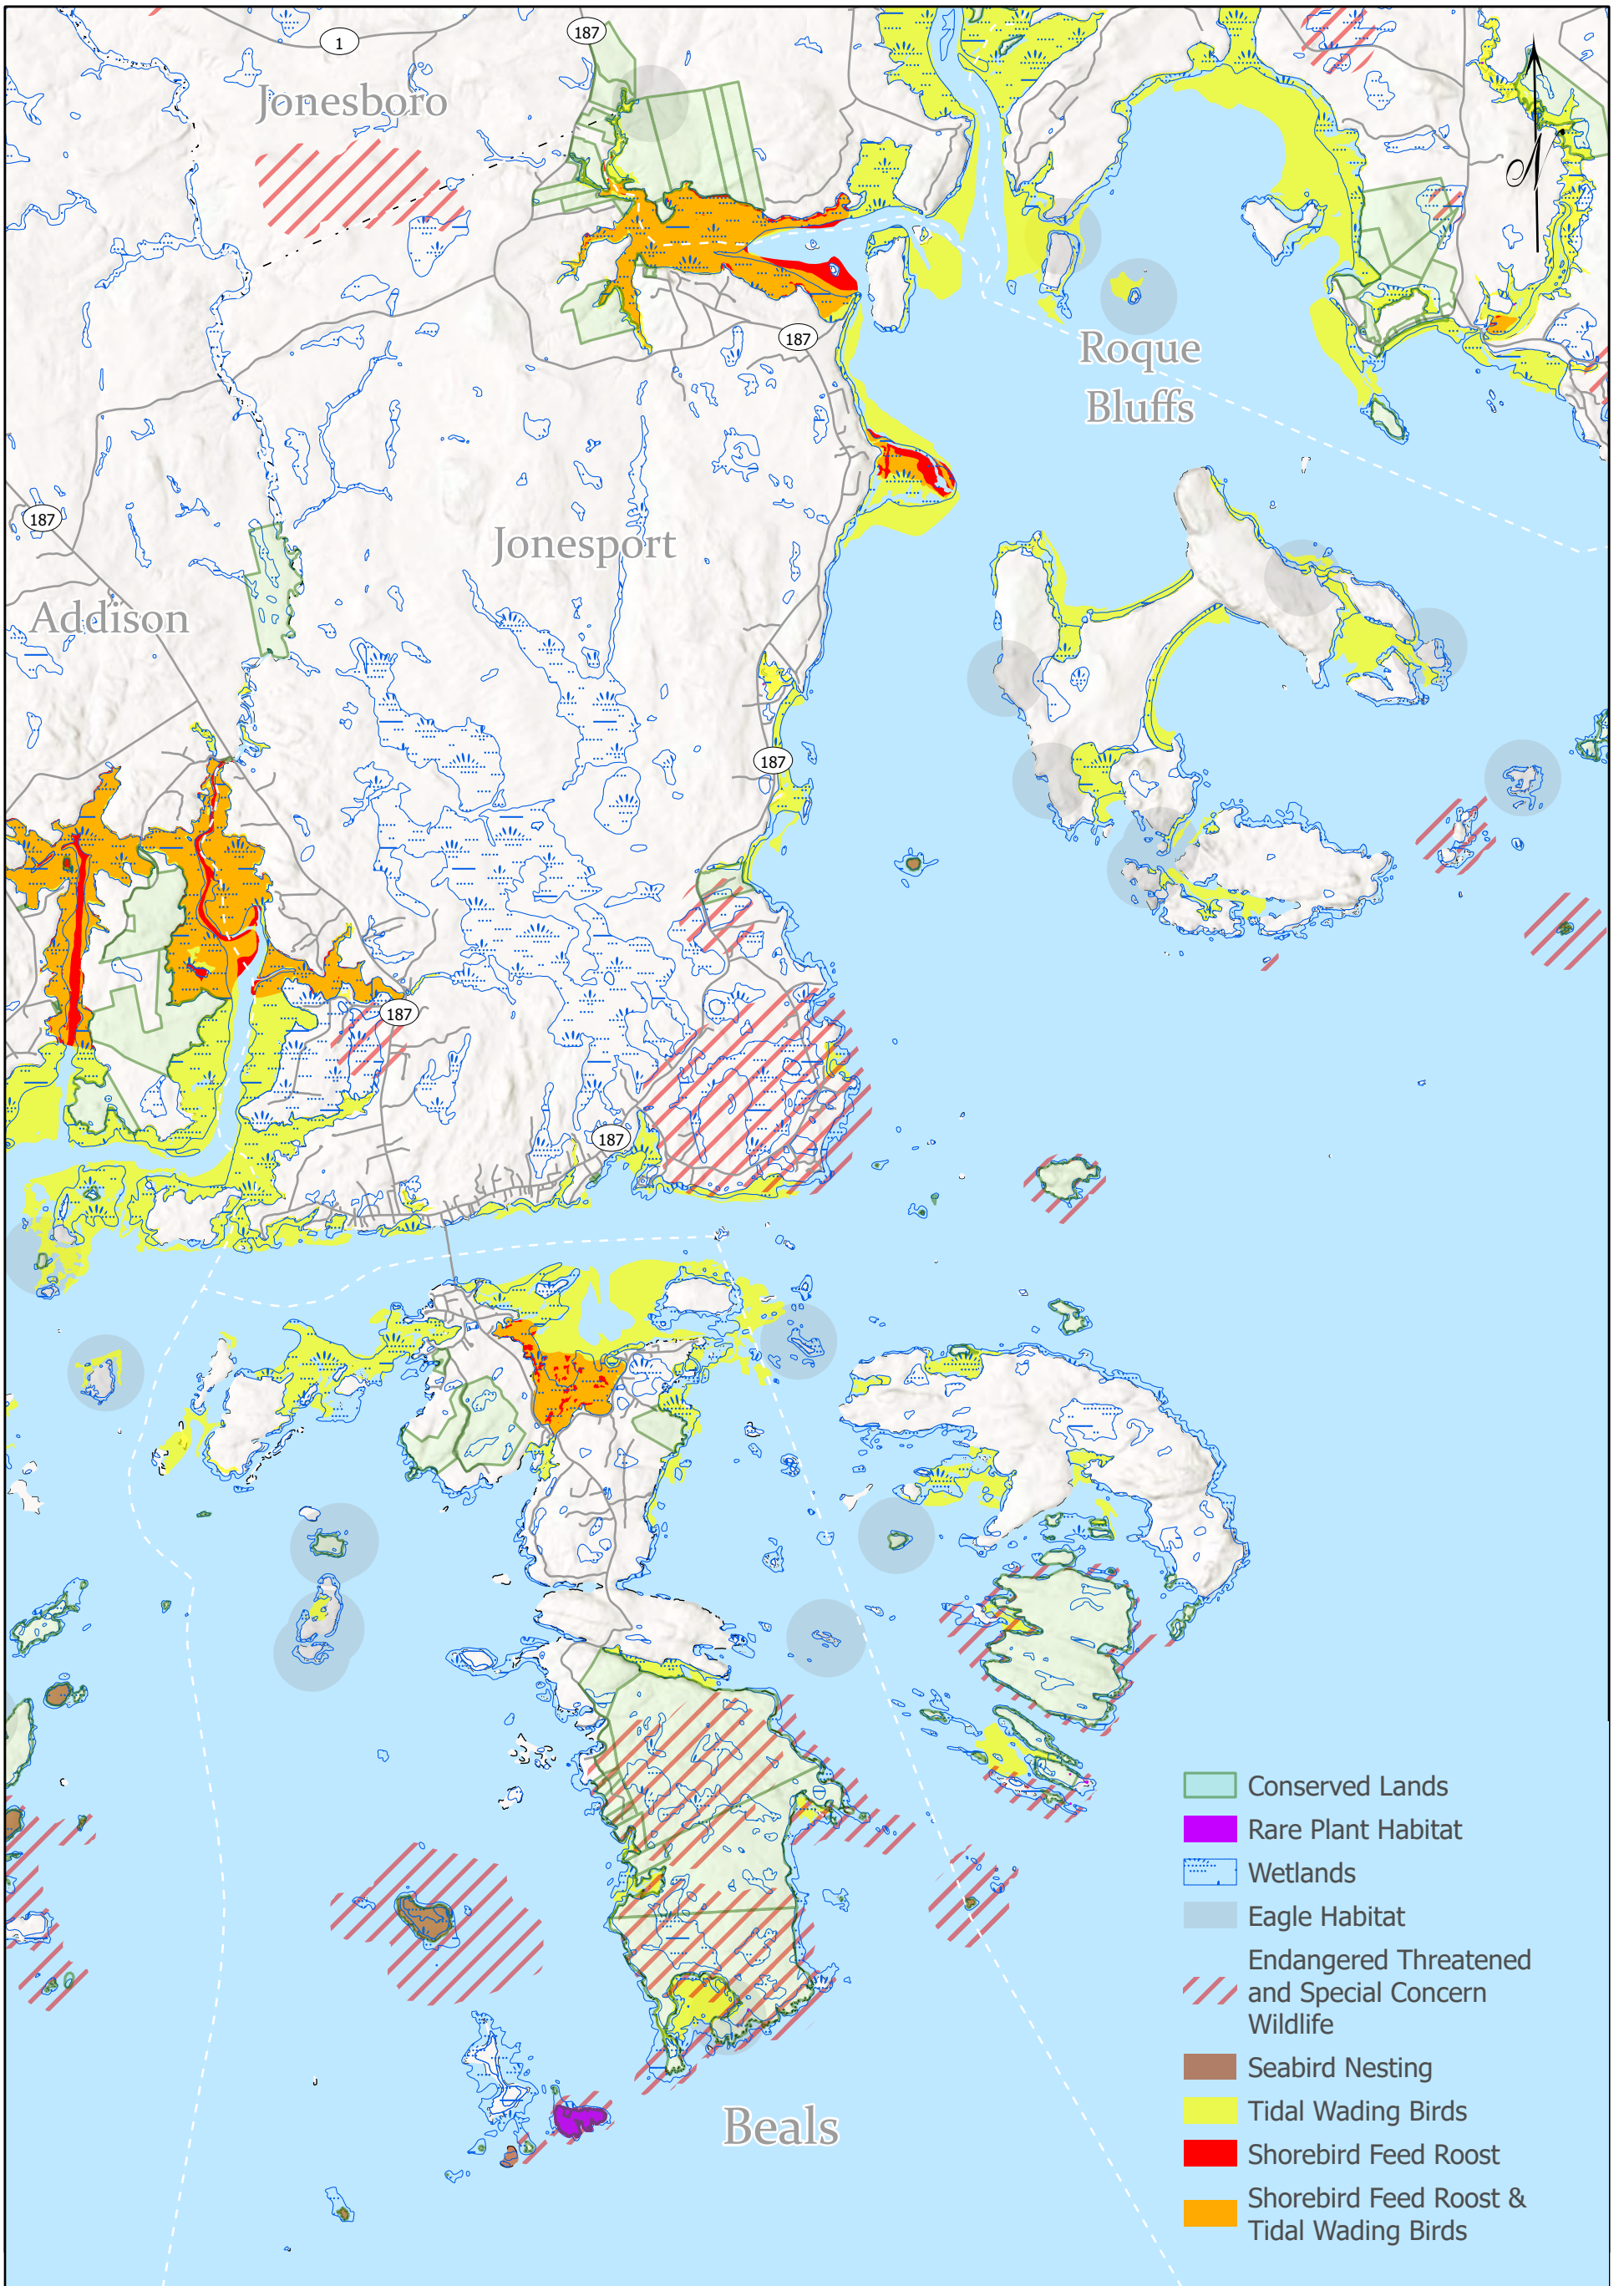 1
187
Jonesboro
187
Roque
Bluffs
187
Jonesport
Addison
187
187
187
Conserved Lands
Rare Plant Habitat
Wetlands
Eagle Habitat
Endangered Threatened
and Special Concern
Wildlife
Seabird Nesting
Tidal Wading Birds
Shorebird Feed Roost
Shorebird Feed Roost &
Tidal Wading Birds
Beals
N